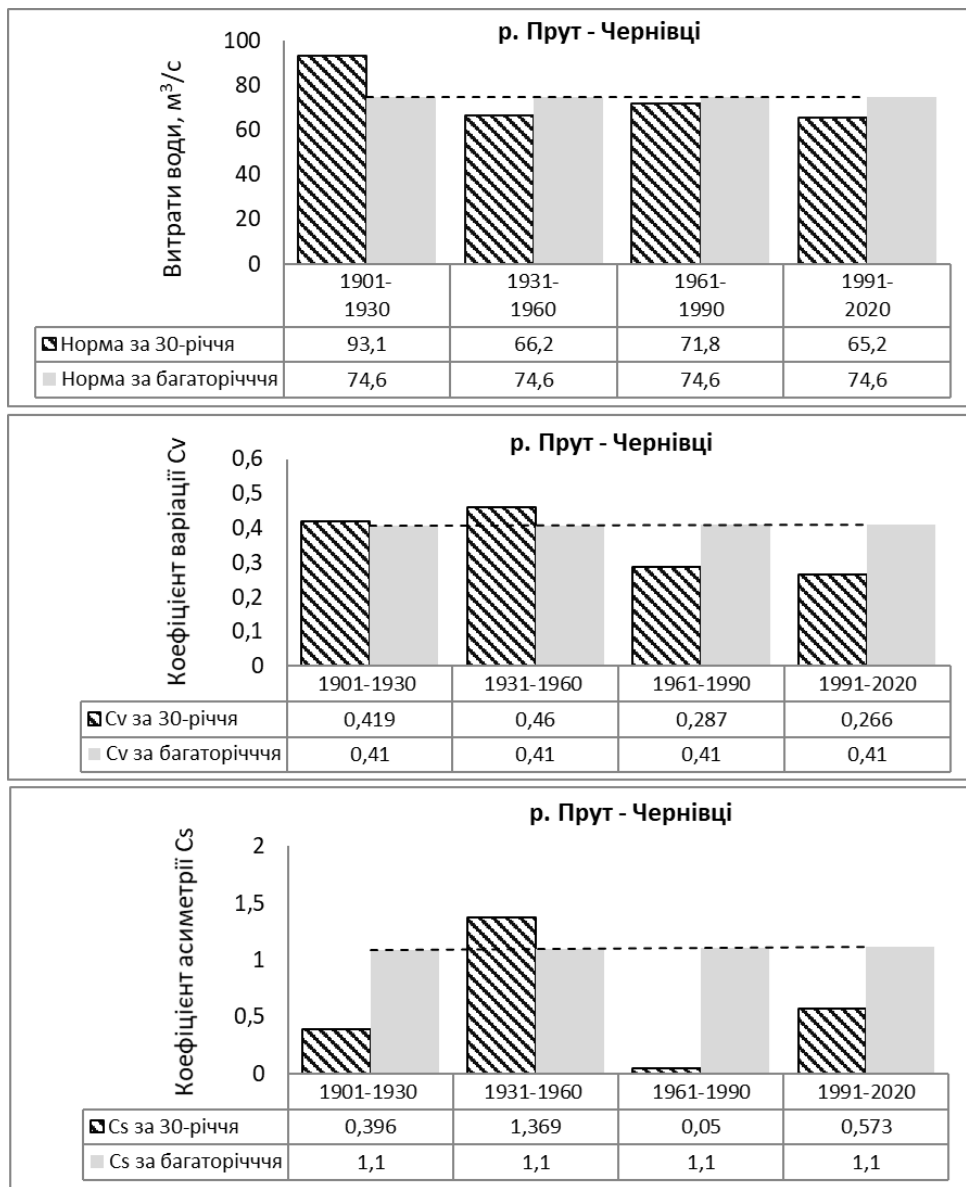 р. Прут - Чернівці
Витрати води, м³/с
100
80
60
40
20
0
1901-1930 1931-1960 1961-1990 1991-2020
Норма за 30-річчя 93,1 66,2 71,8 65,2
Норма за багаторічччя 74,6 74,6 74,6 74,6
р. Прут - Чернівці
Коефіцієнт варіації Cv
0,6
0,5
0,4
0,3
0,2
0,1
0
1901-1930 1931-1960 1961-1990 1991-2020
Cv за 30-річчя 0,419 0,46 0,287 0,266
Cv за багаторічччя 0,41 0,41 0,41 0,41
р. Прут - Чернівці
Коефіцієнт асиметрії Cs
2
1,5
1
0,5
0
1901-1930 1931-1960 1961-1990 1991-2020
Cs за 30-річчя 0,396 1,369 0,05 0,573
Cs за багаторічччя 1,1 1,1 1,1 1,1